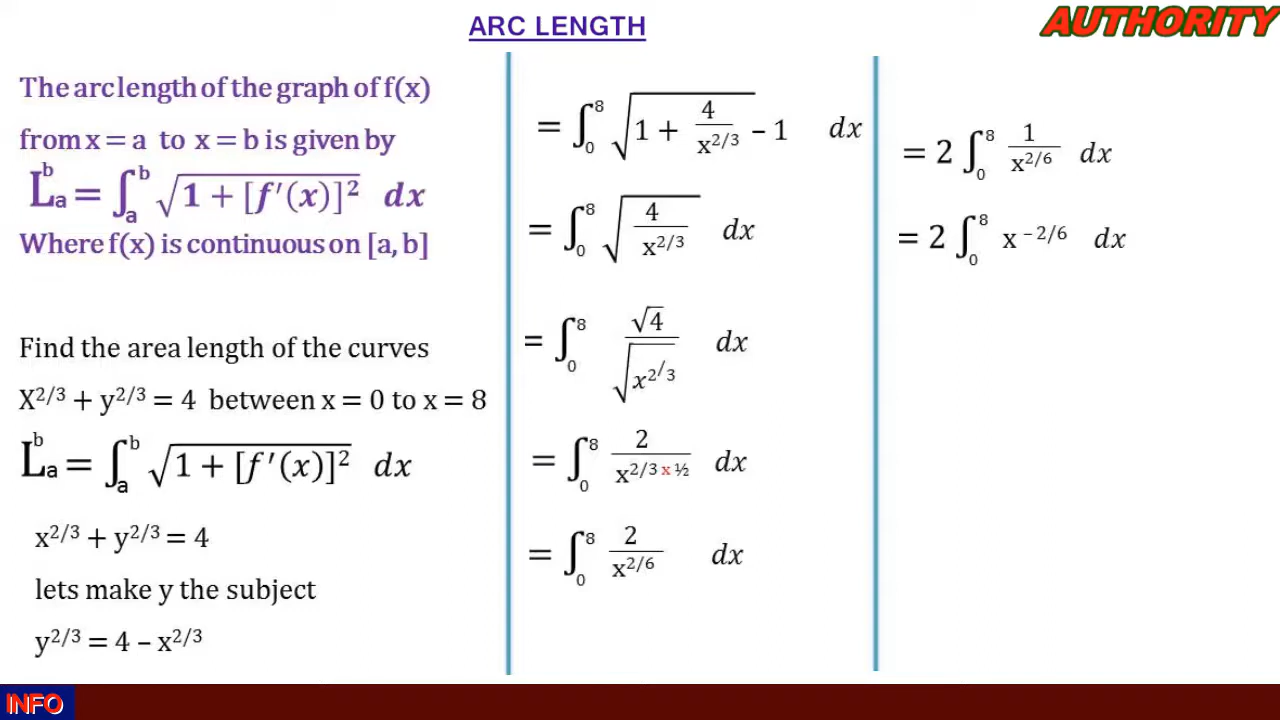 ARC LENGTH
AUTHORITY
The arc length of the graph of f(x)
from x = a to x = b is given by
L_a^b = ∫_a^b √(1 + [f′(x)]²) dx
Where f(x) is continuous on [a, b]
Find the area length of the curves
X^(2/3) + y^(2/3) = 4 between x = 0 to x = 8
L_a^b = ∫_a^b √(1 + [f′(x)]²) dx
x^(2/3) + y^(2/3) = 4
lets make y the subject
y^(2/3) = 4 – x^(2/3)
= ∫_0^8 √(1 + 4/x^(2/3)) – 1 dx
= ∫_0^8 √(4/x^(2/3)) dx
= ∫_0^8 √4/√(x^(2/3)) dx
= ∫_0^8 2/x^(2/3 x ½) dx
= ∫_0^8 2/x^(2/6) dx
= 2 ∫_0^8 1/x^(2/6) dx
= 2 ∫_0^8 x^(–2/6) dx
INFO